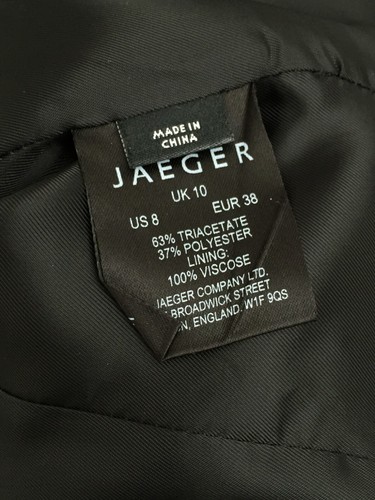 MADE IN
CHINA
JAEGER
UK 10
US 8 EUR 38
63% TRIACETATE
37% POLYESTER
LINING:
100% VISCOSE
JAEGER COMPANY LTD.
BROADWICK STREET
ENGLAND. W1F 9QS